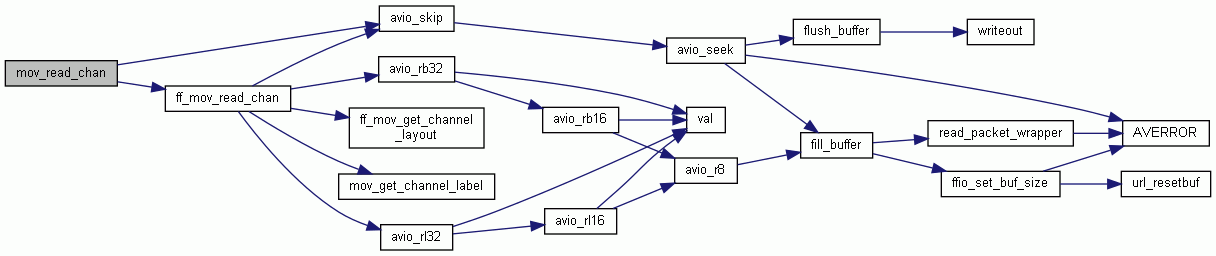 mov_read_chan
ff_mov_read_chan
avio_skip
avio_rb32
ff_mov_get_channel
_layout
mov_get_channel_label
avio_rl32
avio_rb16
avio_rl16
avio_seek
val
avio_r8
flush_buffer
fill_buffer
writeout
read_packet_wrapper
ffio_set_buf_size
AVERROR
url_resetbuf